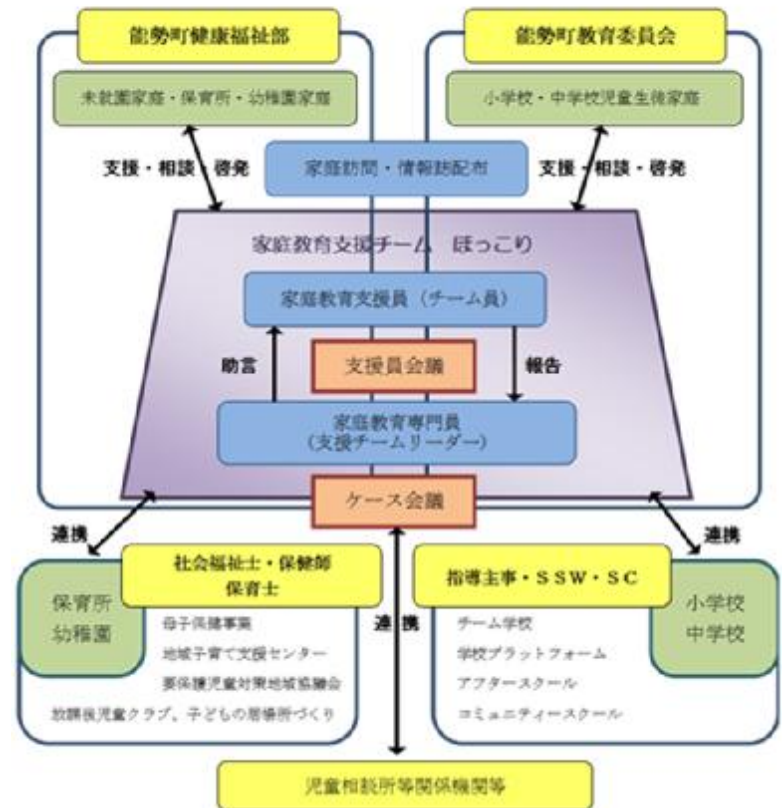 能勢町健康福祉部
能勢町教育委員会
未就園家庭・保育所・幼稚園家庭
小学校・中学校児童生後家庭
支援・相談・啓発
家庭訪問・情報誌配布
支援・相談・啓発
家庭教育支援チーム ほっこり
家庭教育支援員(チーム員)
助言
支援員会議
報告
家庭教育専門員
(支援チームリーダー)
ケース会議
連携
連携
社会福祉士・保健師
保育士
指導主事・SSW・SC
保育所
幼稚園
小学校
中学校
母子保健事業
地域子育て支援センター
要保護児童対策地域協議会
放課後児童クラブ、子どもの居場所づくり
連携
チーム学校
学校プラットフォーム
アフタースクール
コミュニティースクール
児童相談所等関係機関等